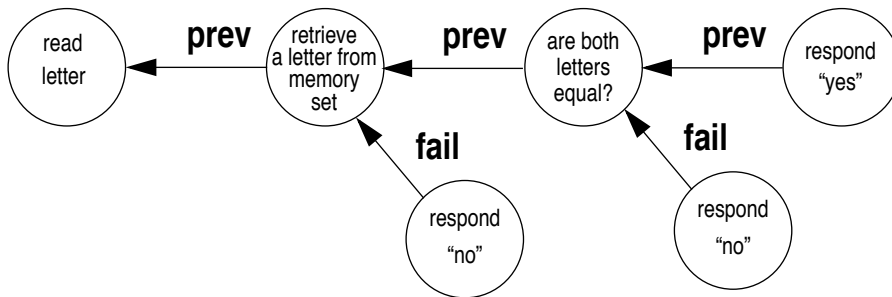 read
letter
prev
retrieve
a letter from
memory
set
prev
are both
letters
equal?
prev
respond
“yes”
fail
respond
“no”
fail
respond
“no”